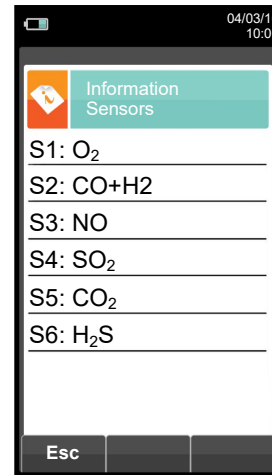 04/03/1
10:0
Information
Sensors
S1: O₂
S2: CO+H2
S3: NO
S4: SO₂
S5: CO₂
S6: H₂S
Esc